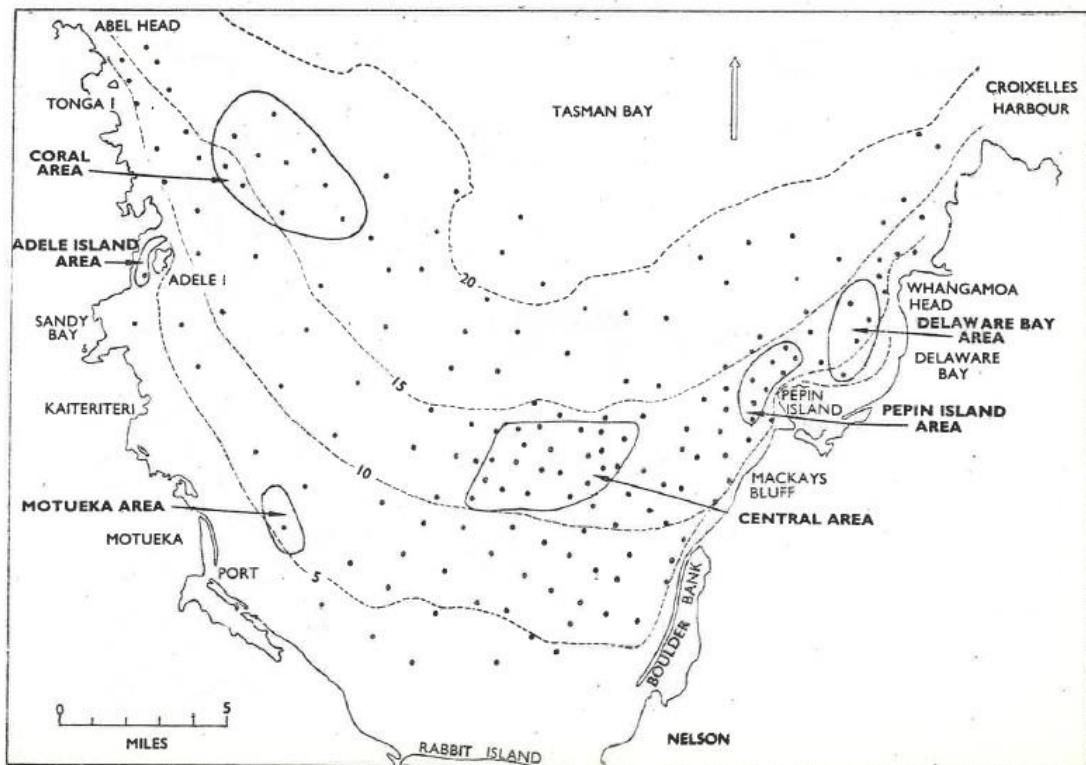 ABEL HEAD
TASMAN BAY
CROIXELLES
HARBOUR
TONGA I
CORAL
AREA
ADELE ISLAND
AREA
ADELE I
20
WHANGAMOA
HEAD
DELAWARE BAY
AREA
DELAWARE
BAY
SANDY
BAY
KAITERITERI
15
PEPIN
ISLAND
PEPIN ISLAND
AREA
10
MACKAYS
BLUFF
CENTRAL AREA
MOTUEKA AREA
MOTUEKA
PORT
5
BOULDER BANK
0 5
MILES
RABBIT ISLAND
NELSON